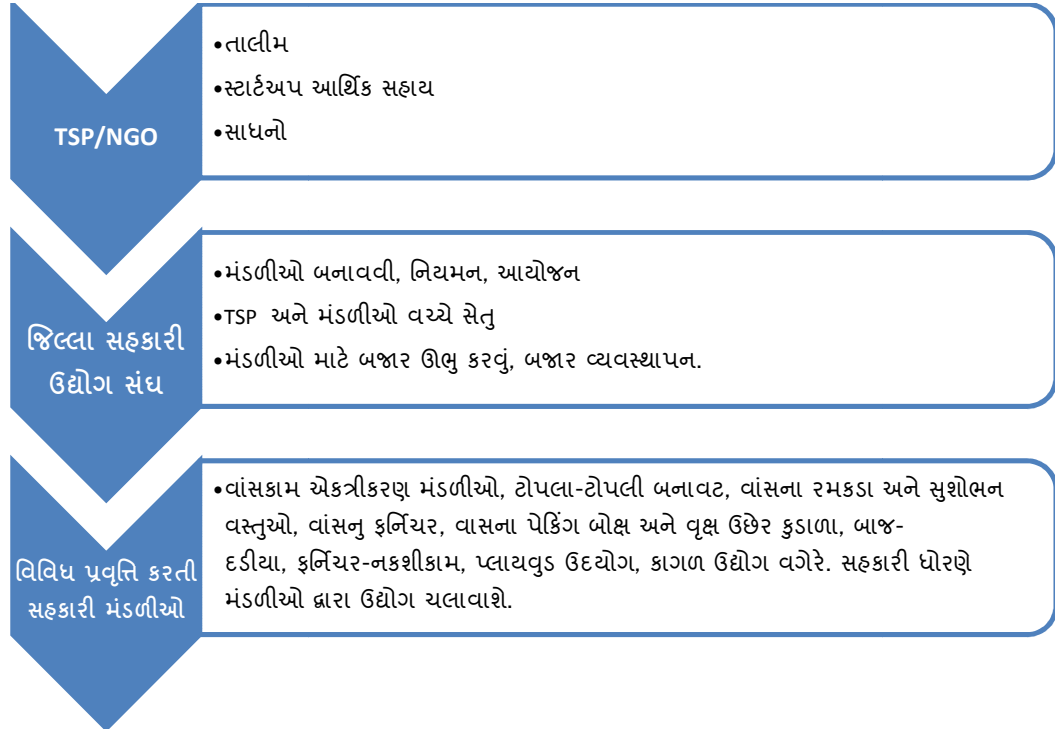 TSP/NGO
•તાલીમ
•સ્ટાર્ટઅપ આર્થિક સહાય
•સાધનો
જિલ્લા સહકારી
ઉદ્યોગ સંઘ
•મંડળીઓ બનાવવી, નિયમન, આયોજન
•TSP અને મંડળીઓ વચ્ચે સેતુ
•મંડળીઓ માટે બજાર ઊભુ કરવું, બજાર વ્યવસ્થાપન.
વિવિધ પ્રવૃત્તિ કરતી
સહકારી મંડળીઓ
•વાંસકામ એકત્રીકરણ મંડળીઓ, ટોપલા-ટોપલી બનાવટ, વાંસના રમકડા અને સુશોભન
વસ્તુઓ, વાંસનુ ફર્નિચર, વાસના પેકિંગ બોક્ષ અને વૃક્ષ ઉછેર કુડાળા, બાજ-
દડીયા, ફર્નિચર-નકશીકામ, પ્લાયવુડ ઉદયોગ, કાગળ ઉદ્યોગ વગેરે. સહકારી ધોરણે
મંડળીઓ દ્વારા ઉદ્યોગ ચલાવાશે.